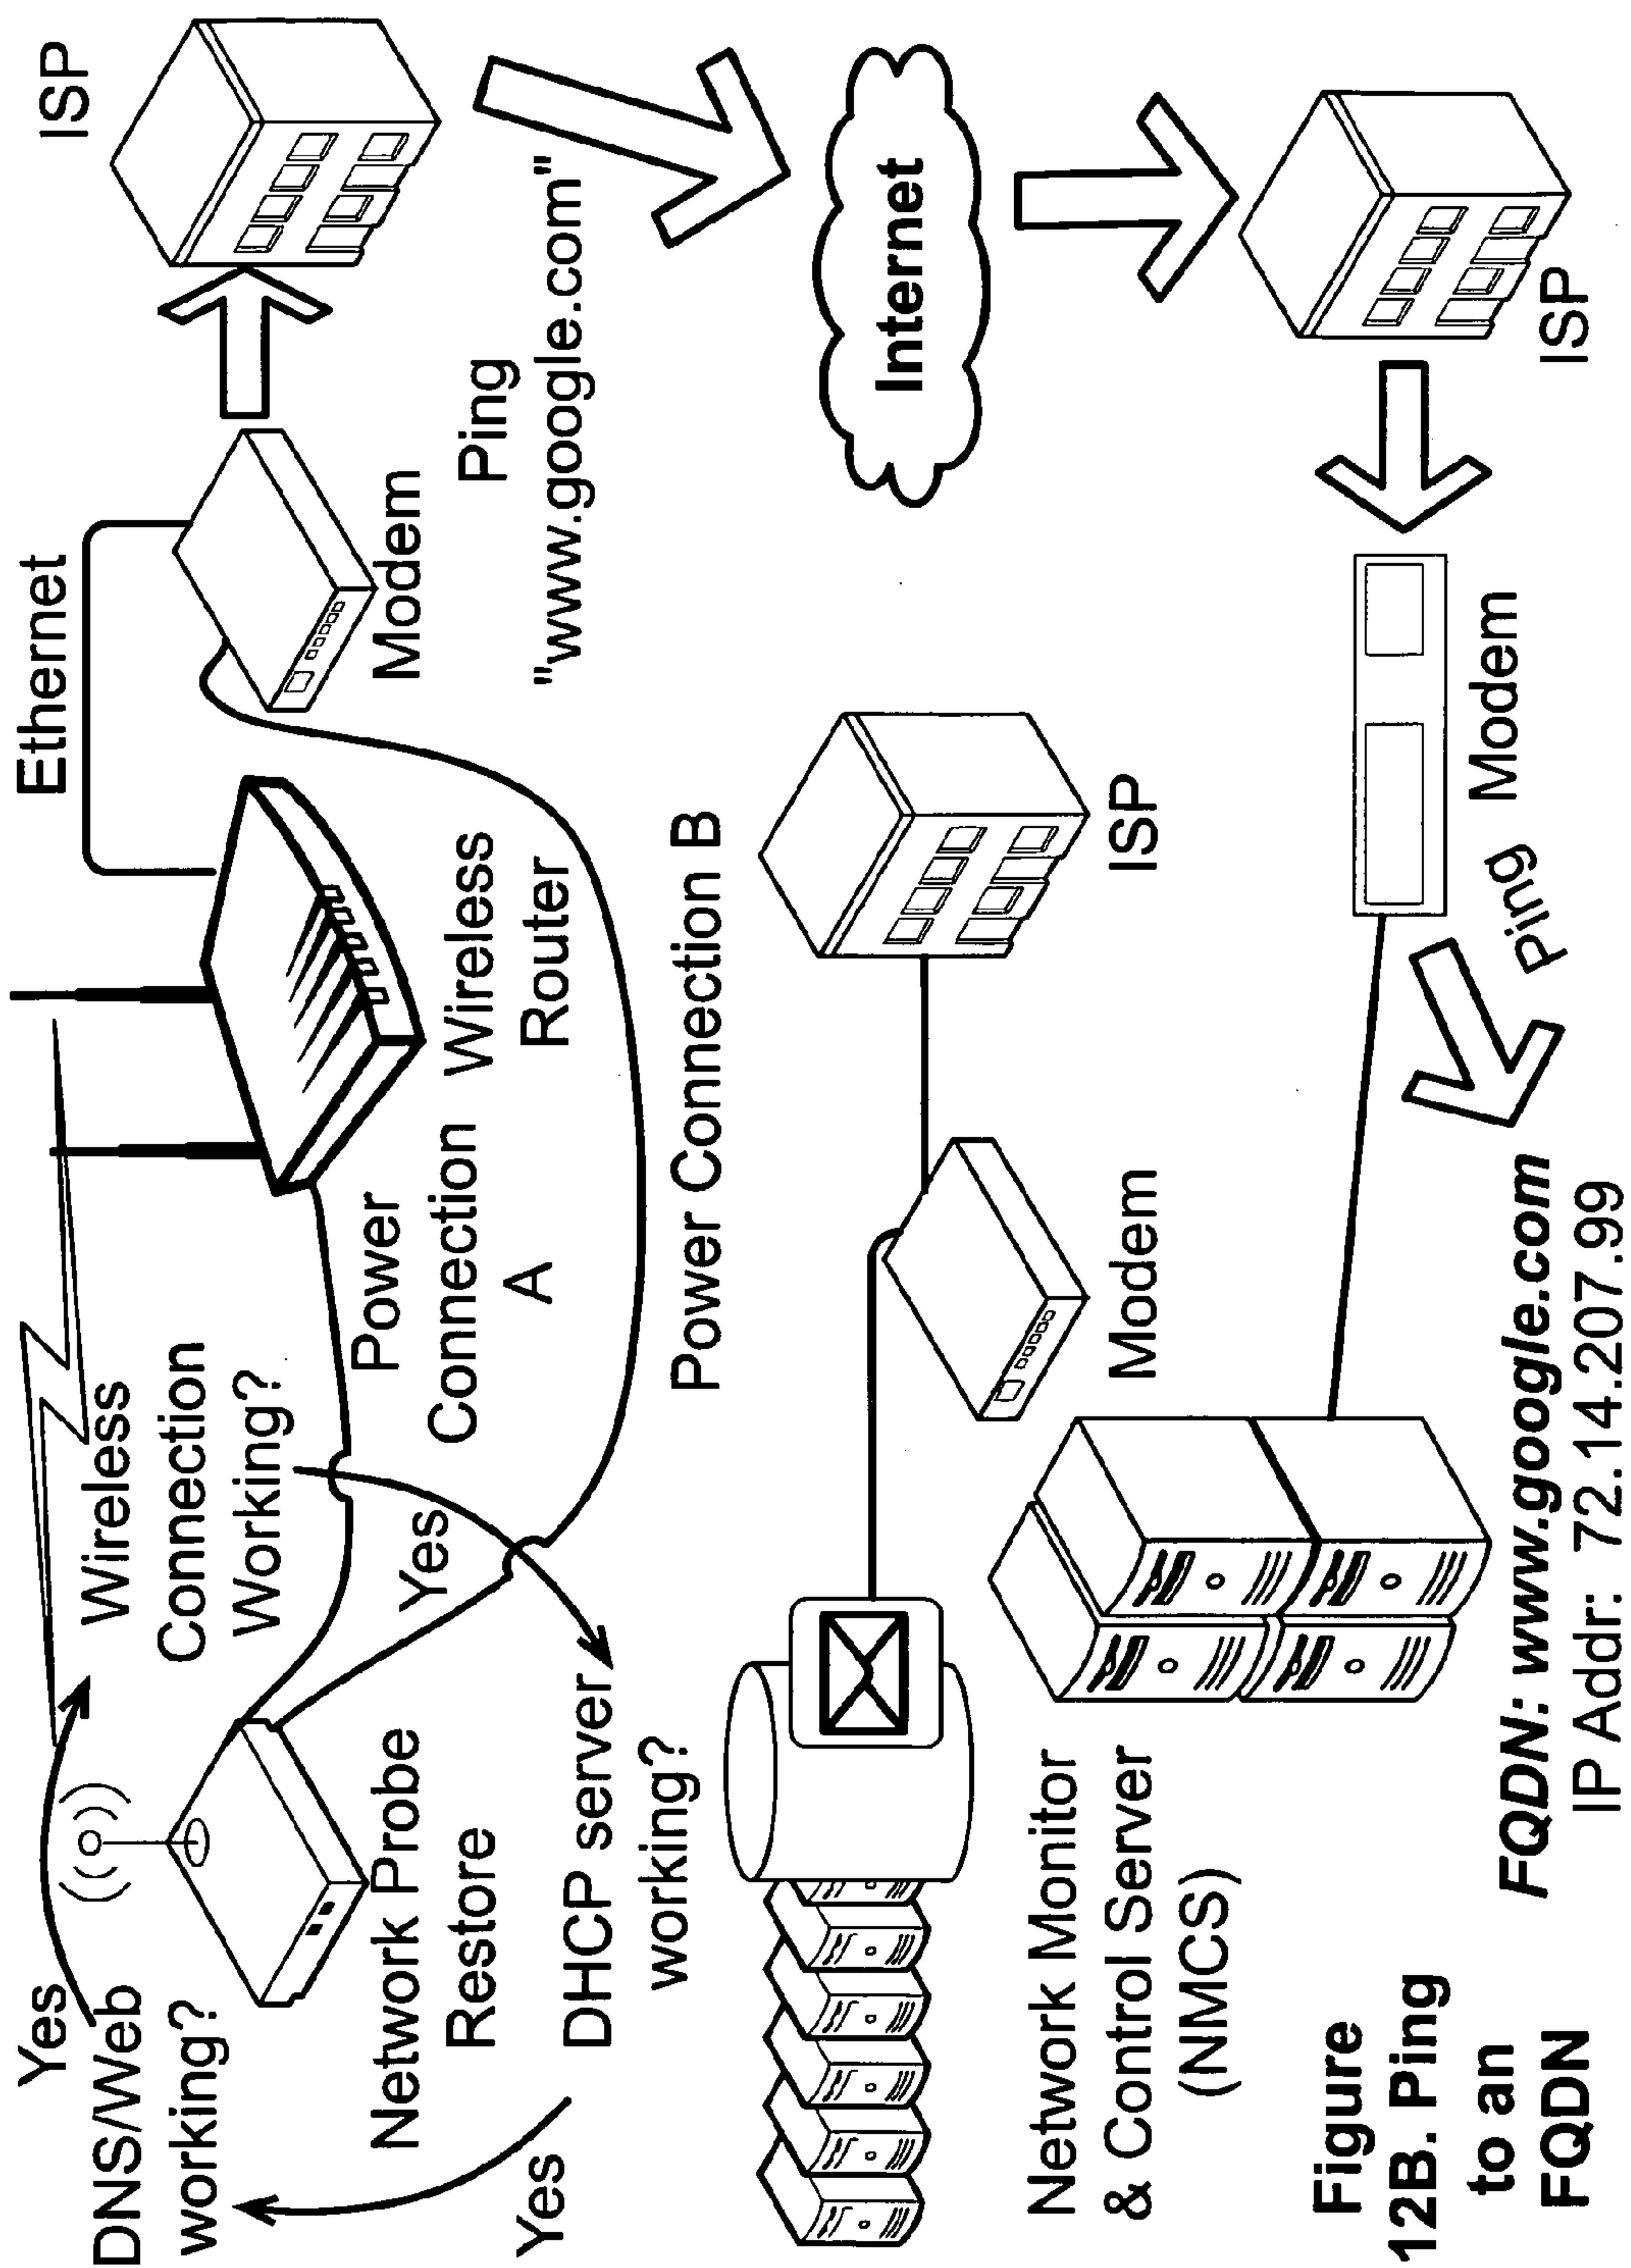 Yes
DNS/Web
working?
Network Probe
Restore
Yes
DHCP server
working?
Wireless
Connection
Working?
Yes
Power
Connection
A
Wireless
Router
Ethernet
Modem
ISP
Ping
"www.google.com"
Power Connection B
Internet
Network Monitor
& Control Server
(NMCS)
Modem
ISP
ISP
Modem
Ping
FQDN: www.google.com
IP Addr: 72.14.207.99
Figure
12B. Ping
to an
FQDN